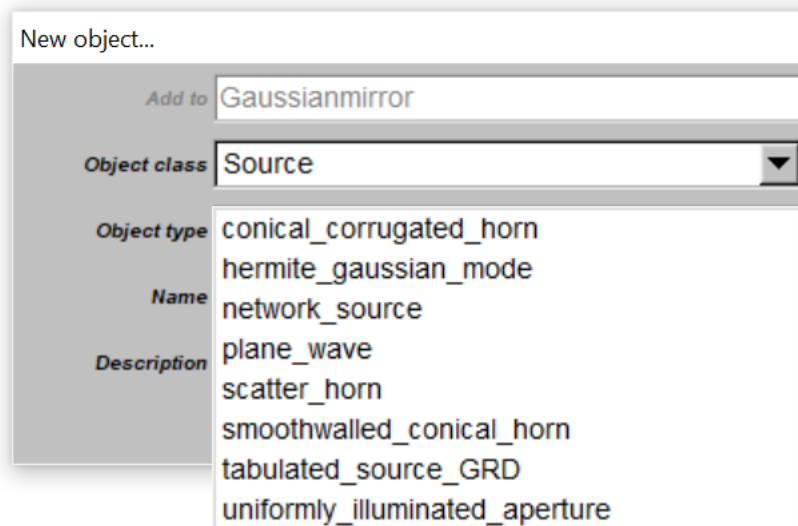 New object...
Add to Gaussianmirror
Object class Source
Object type conical_corrugated_horn
hermite_gaussian_mode
Name network_source
plane_wave
Description scatter_horn
smoothwalled_conical_horn
tabulated_source_GRD
uniformly_illuminated_aperture